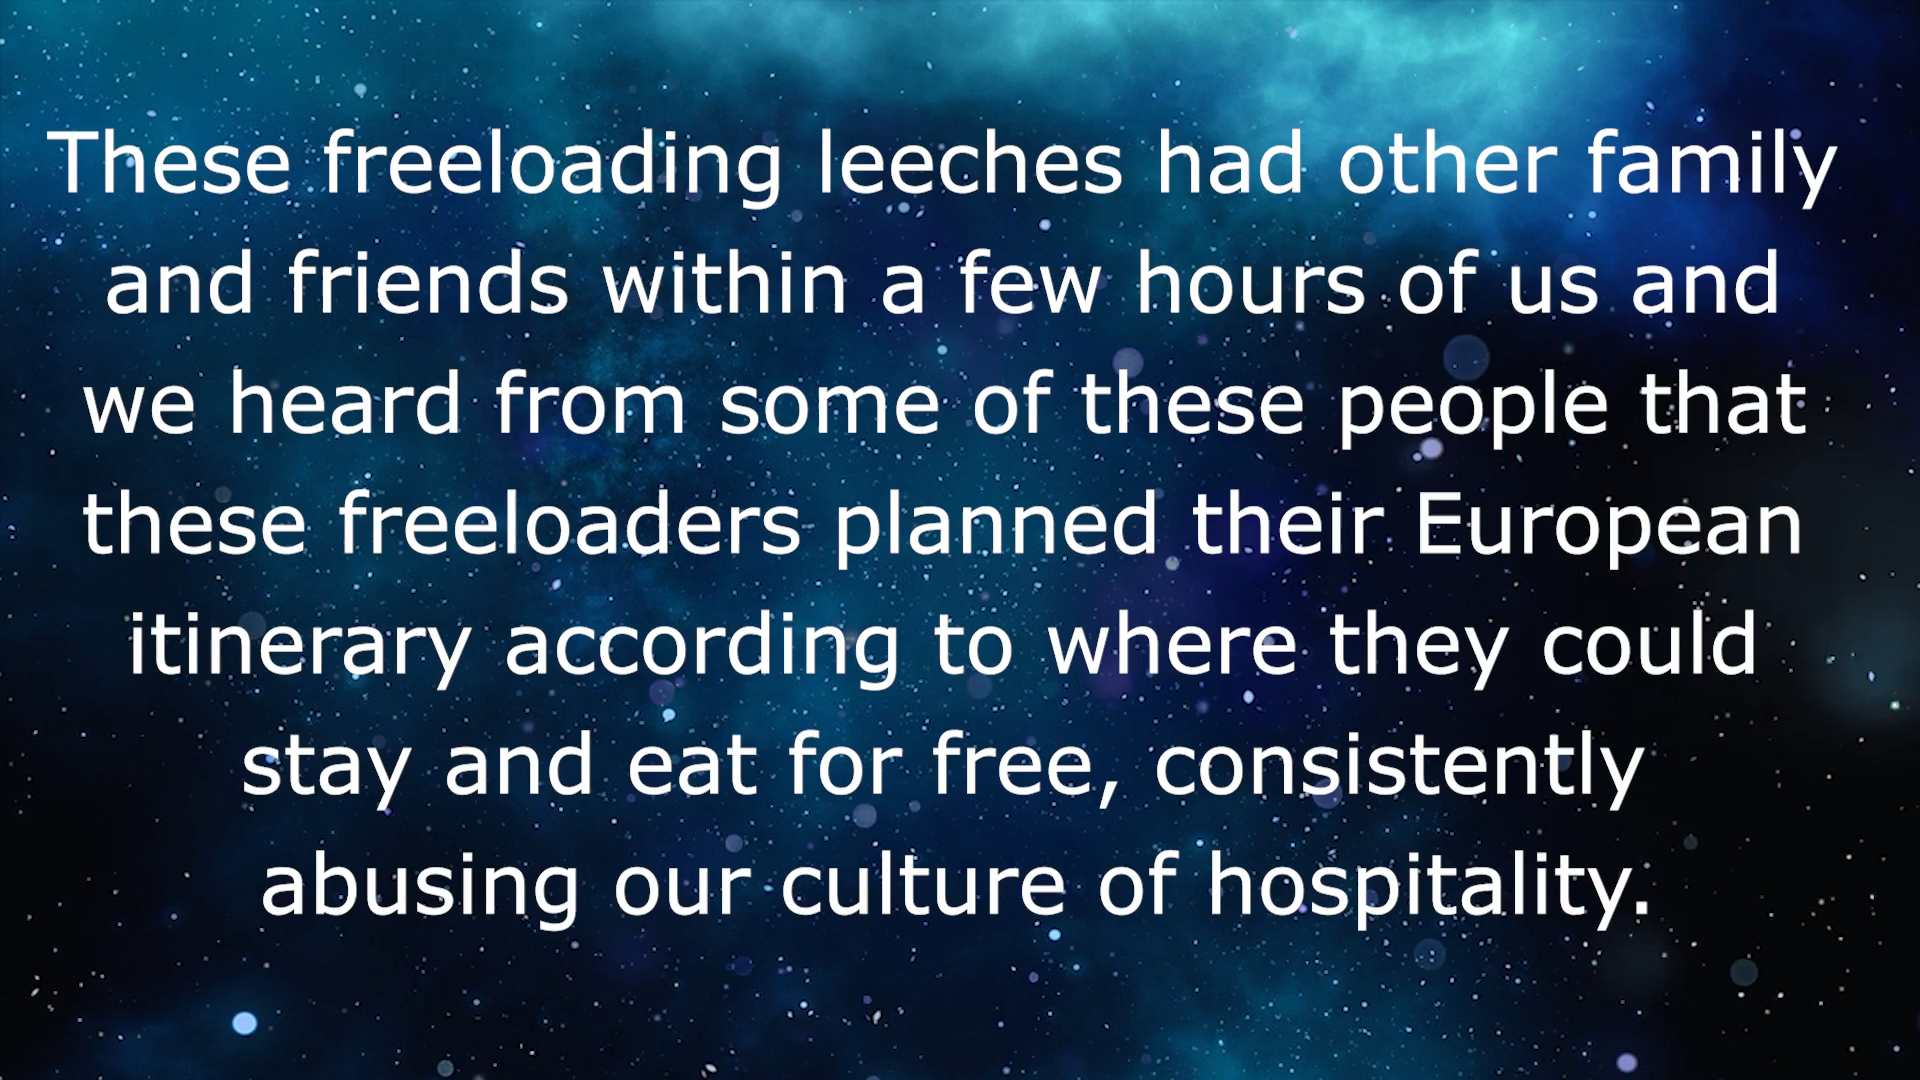 These freeloading leeches had other family
and friends within a few hours of us and
we heard from some of these people that
these freeloaders planned their European
itinerary according to where they could
stay and eat for free, consistently
abusing our culture of hospitality.